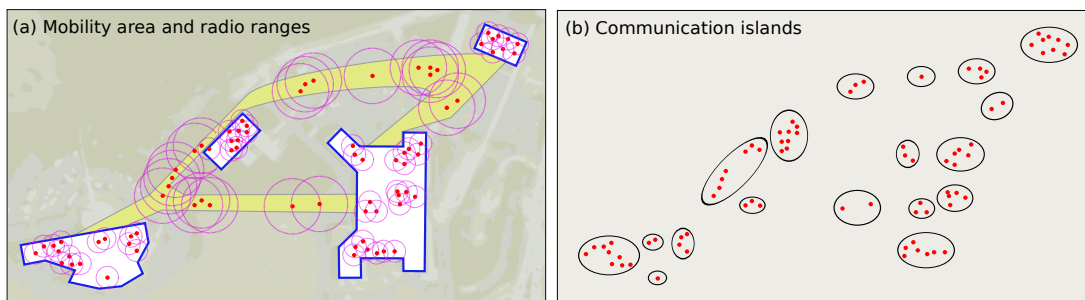 (a) Mobility area and radio ranges
(b) Communication islands